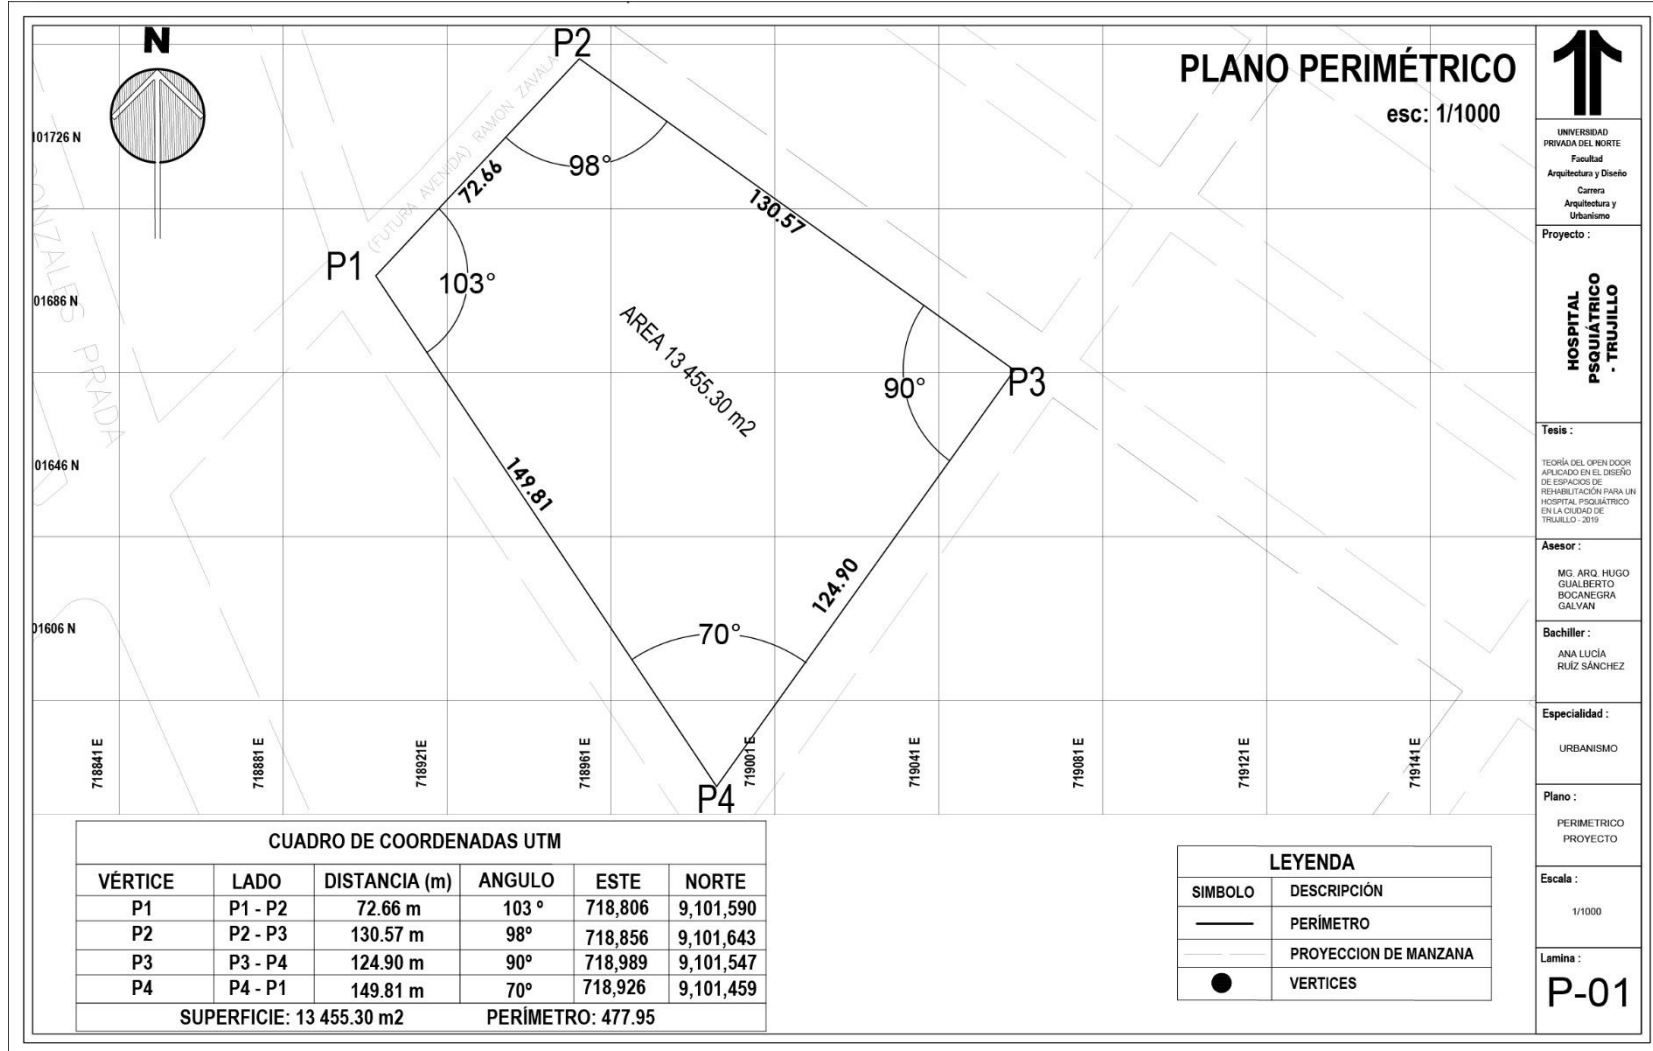 N
P2
PLANO PERIMÉTRICO
esc: 1/1000
(FUTURA AVENIDA) RAMON ZAVALA
72.66
98°
130.57
P1
103°
AREA 13 455.30 m2
90°
P3
149.81
124.90
70°
P4
GONZALES PRADA
101726 N
01686 N
01646 N
01606 N
718841 E
718881 E
718921E
718961 E
719001 E
719041 E
719081 E
719121 E
719141 E
CUADRO DE COORDENADAS UTM
VÉRTICE LADO DISTANCIA (m) ANGULO ESTE NORTE
P1 P1 - P2 72.66 m 103 º 718,806 9,101,590
P2 P2 - P3 130.57 m 98º 718,856 9,101,643
P3 P3 - P4 124.90 m 90º 718,989 9,101,547
P4 P4 - P1 149.81 m 70º 718,926 9,101,459
SUPERFICIE: 13 455.30 m2 PERÍMETRO: 477.95
LEYENDA
SIMBOLO DESCRIPCIÓN
PERÍMETRO
PROYECCION DE MANZANA
VERTICES
UNIVERSIDAD
PRIVADA DEL NORTE
Facultad
Arquitectura y Diseño
Carrera
Arquitectura y
Urbanismo
Proyecto :
HOSPITAL
PSQUIÁTRICO
- TRUJILLO
Tesis :
TEORÍA DEL OPEN DOOR
APLICADO EN EL DISEÑO
DE ESPACIOS DE
REHABILITACIÓN PARA UN
HOSPITAL PSQUIÁTRICO
EN LA CIUDAD DE
TRUJILLO - 2019
Asesor :
MG. ARQ. HUGO
GUALBERTO
BOCANEGRA
GALVAN
Bachiller :
ANA LUCÍA
RUÍZ SÁNCHEZ
Especialidad :
URBANISMO
Plano :
PERIMETRICO
PROYECTO
Escala :
1/1000
Lamina :
P-01